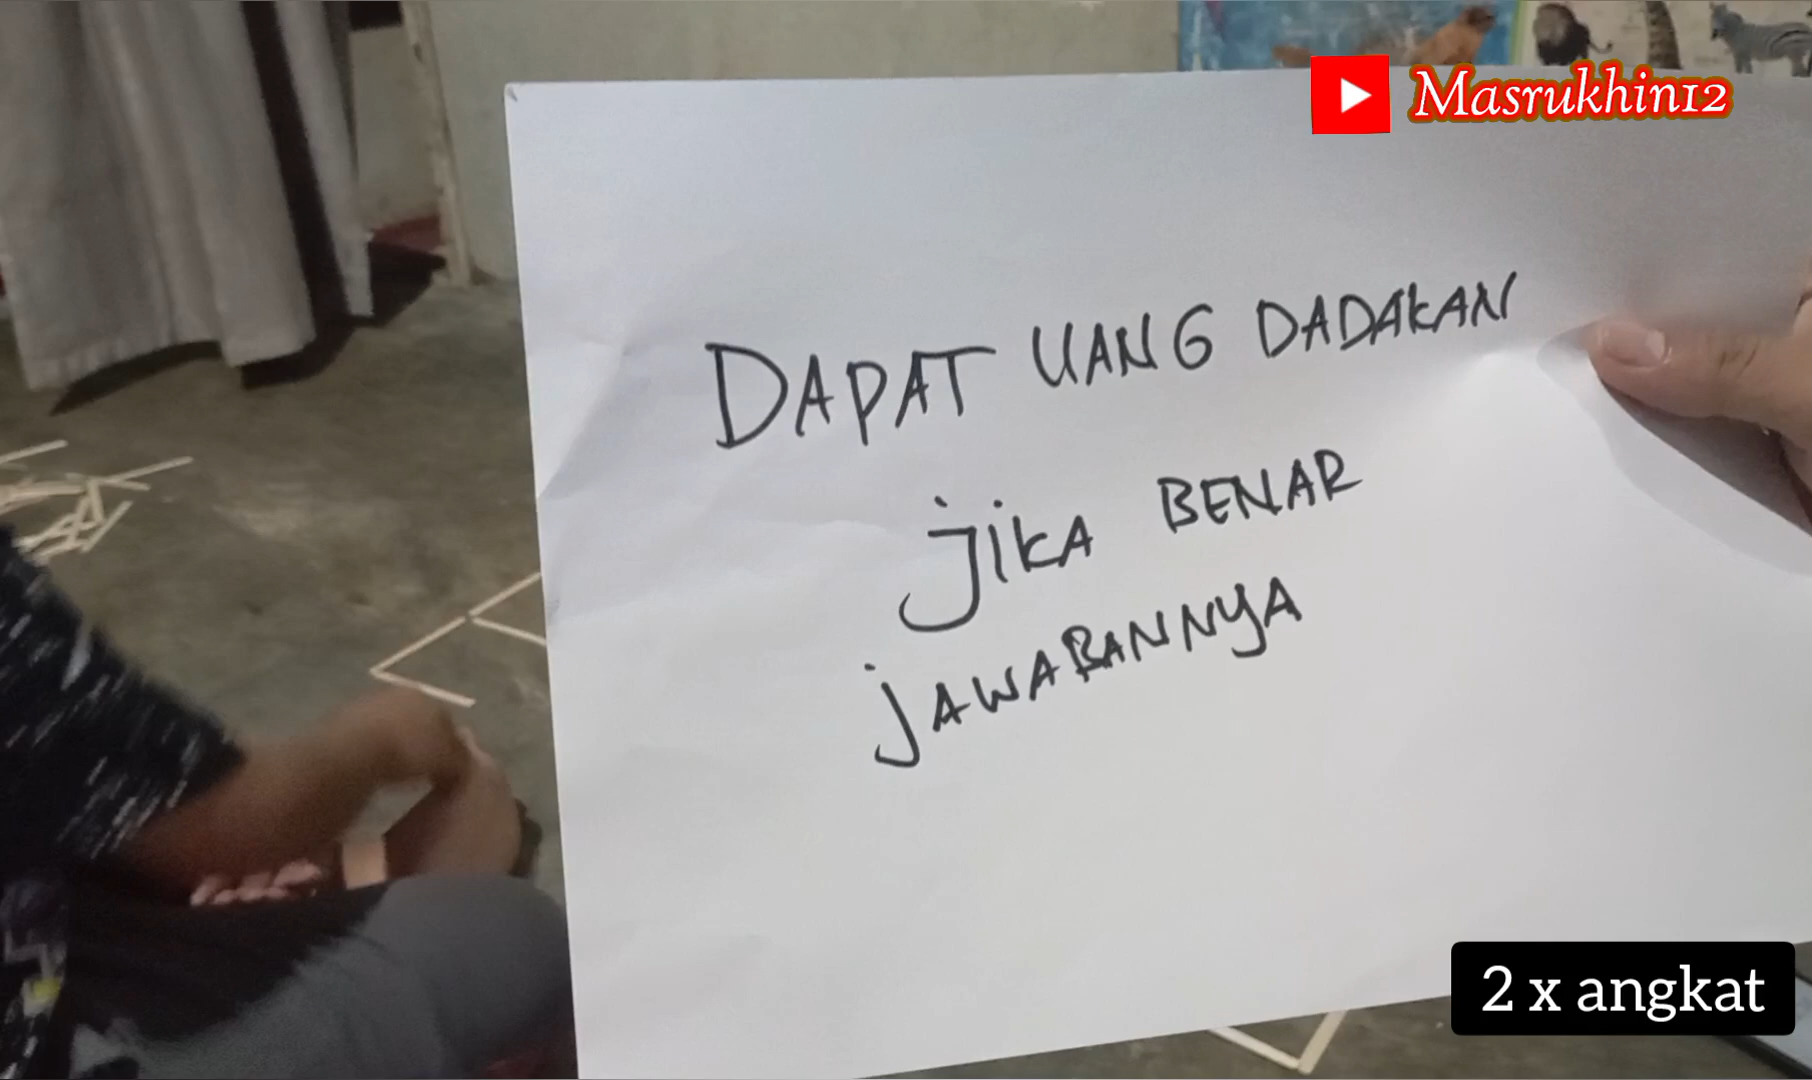 Masrukhin12
DAPAT UANG DADAKAN
jika BENAR
jAWABANNYA
2 x angkat